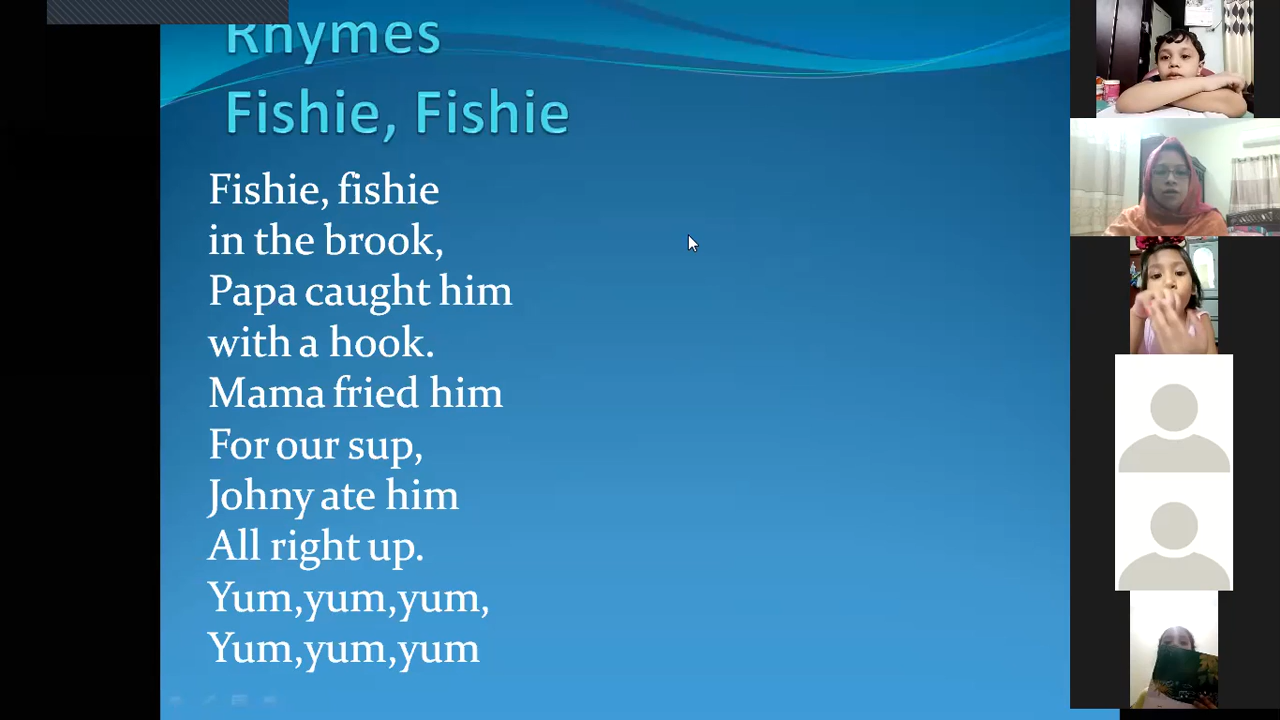 Rhymes
Fishie, Fishie
Fishie, fishie
in the brook,
Papa caught him
with a hook.
Mama fried him
For our sup,
Johny ate him
All right up.
Yum,yum,yum,
Yum,yum,yum